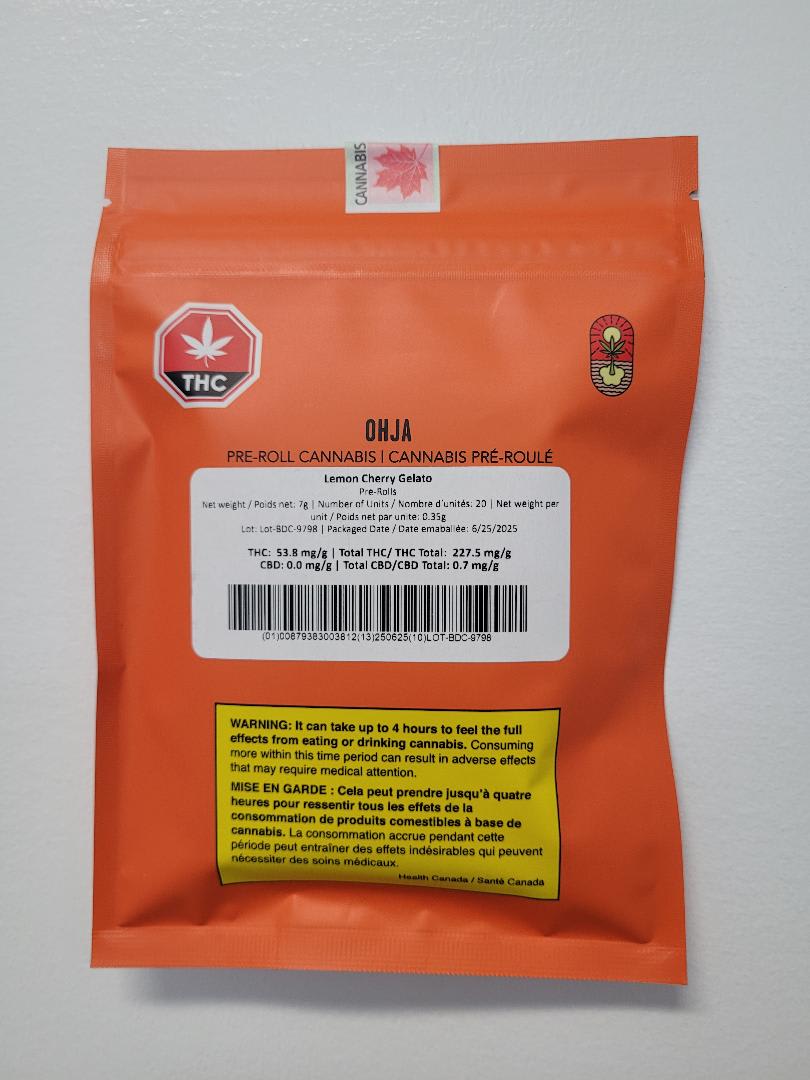 CANNABIS
THC
OHJA
PRE-ROLL CANNABIS | CANNABIS PRÉ-ROULÉ
Lemon Cherry Gelato
Pre-Rolls
Net weight / Poids net: 7g | Number of Units / Nombre d'unités: 20 | Net weight per
unit / Poids net par unite: 0.35g
Lot: Lot-BDC-9798 | Packaged Date / Date emaballée: 6/25/2025
THC: 53.8 mg/g | Total THC/ THC Total: 227.5 mg/g
CBD: 0.0 mg/g | Total CBD/CBD Total: 0.7 mg/g
(01)00879383003812(13)250625(10)LOT-BDC-9798
WARNING: It can take up to 4 hours to feel the full
effects from eating or drinking cannabis. Consuming
more within this time period can result in adverse effects
that may require medical attention.
MISE EN GARDE : Cela peut prendre jusqu'à quatre
heures pour ressentir tous les effets de la
consommation de produits comestibles à base de
cannabis. La consommation accrue pendant cette
période peut entraîner des effets indésirables qui peuvent
nécessiter des soins médicaux.
Health Canada / Santé Canada